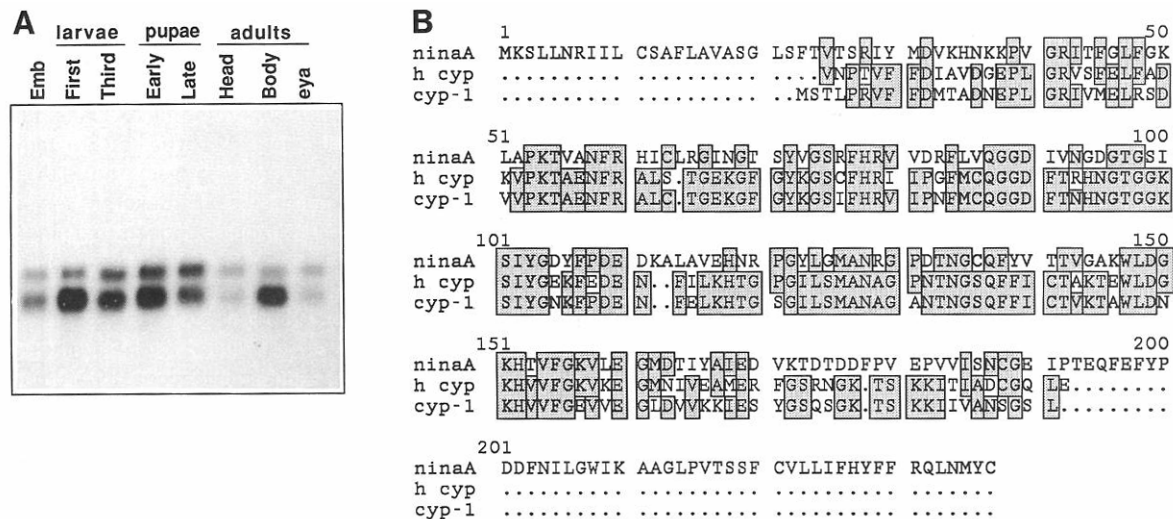 A
larvae pupae adults
Emb First Third Early Late Head Body eya
B
1 50
ninaA MKSLLNRIIL CSAFLAVASG LSFTVTSRIY MDVKHNKKPV GRITFGLFGK
h cyp .......... .......... ....VNPTVF FDIAVDGEPL GRVSFELFAD
cyp-1 .......... .......... ..MSTLPRVF FDMTADNEPL GRIVMELRSD
51 100
ninaA LAPKTVANFR HICLRGINGT SYVGSRFHRV VDRFLVQGGD IVNGDGTGSI
h cyp KVPKTAENFR ALS.TGEKGF GYKGSCFHRI IPGFMCQGGD FTRHNGTGGK
cyp-1 VVPKTAENFR ALC.TGEKGF GYKGSIFHRV IPNFMCQGGD FTNHNGTGGK
101 150
ninaA SIYGDYFPDE DKALAVEHNR PGYLGMANRG PDTNGCQFYV TTVGAKWLDG
h cyp SIYGEKFEDE N..FILKHTG PGILSMANAG PNTNGSQFFI CTAKTEWLDG
cyp-1 SIYGNKFPDEN..FELKHTG SGILSMANAG ANTNGSQFFI CTVKTAWLDN
151 200
ninaA KHTVFGKVLE GMDTIYAIED VKTDTDDFPV EPVVISNCGE IPTEQFEFYP
h cyp KHVVFGKVKE GMNIVEAMER FGSRNGK.TS KKITIADCGQ LE........
cyp-1 KHVVFGEVVE GLDVVKKIES YGSQSGK.TS KKIIVANSGS L.........
201
ninaA DDFNILGWIK AAGLPVTSSF CVLLIFHYFF RQLNMYC
h cyp .......... .......... .......... .......
cyp-1 .......... .......... .......... .......